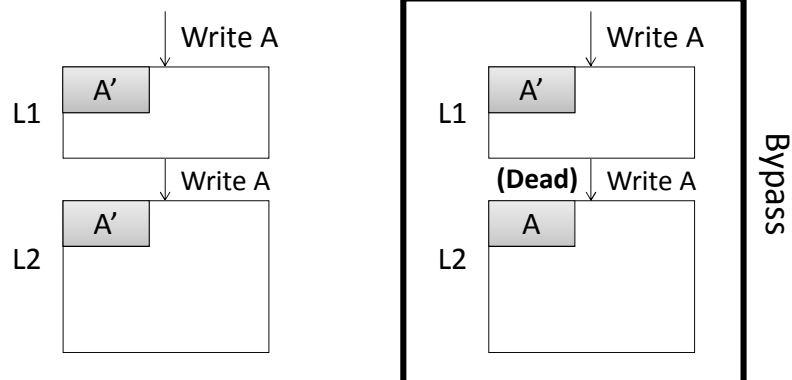 Write A
A’
L1
Write A
A’
L2
Write A
A’
L1
(Dead) Write A
A
L2
Bypass